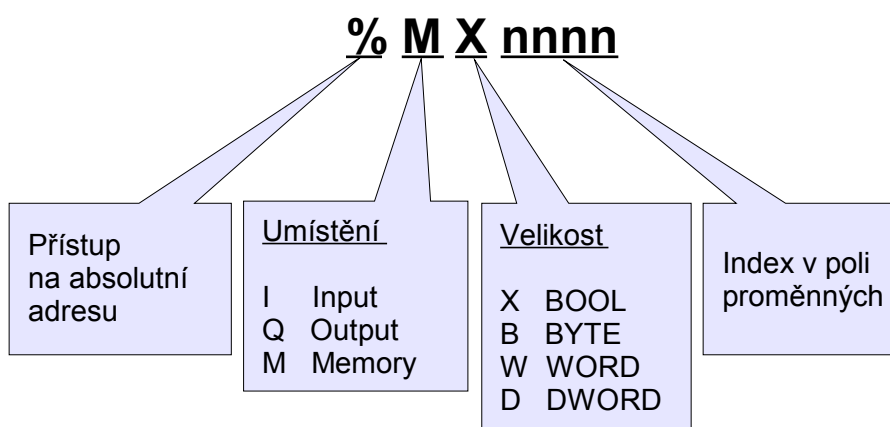 % M X nnnn
Přístup
na absolutní
adresu
Umístění
I Input
Q Output
M Memory
Velikost
X BOOL
B BYTE
W WORD
D DWORD
Index v poli
proměnných